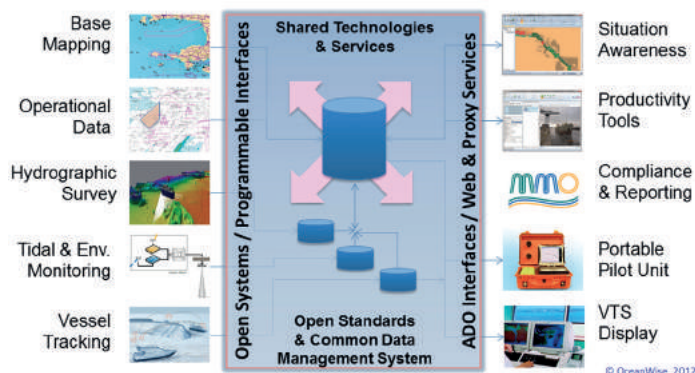 Base
Mapping
Operational
Data
Hydrographic
Survey
Tidal & Env.
Monitoring
Vessel
Tracking
Open Systems / Programmable Interfaces
Shared Technologies
& Services
Open Standards
& Common Data
Management System
ADO Interfaces / Web & Proxy Services
Situation
Awareness
Productivity
Tools
mmo
Compliance
& Reporting
Portable
Pilot Unit
VTS
Display
© OceanWise, 2012